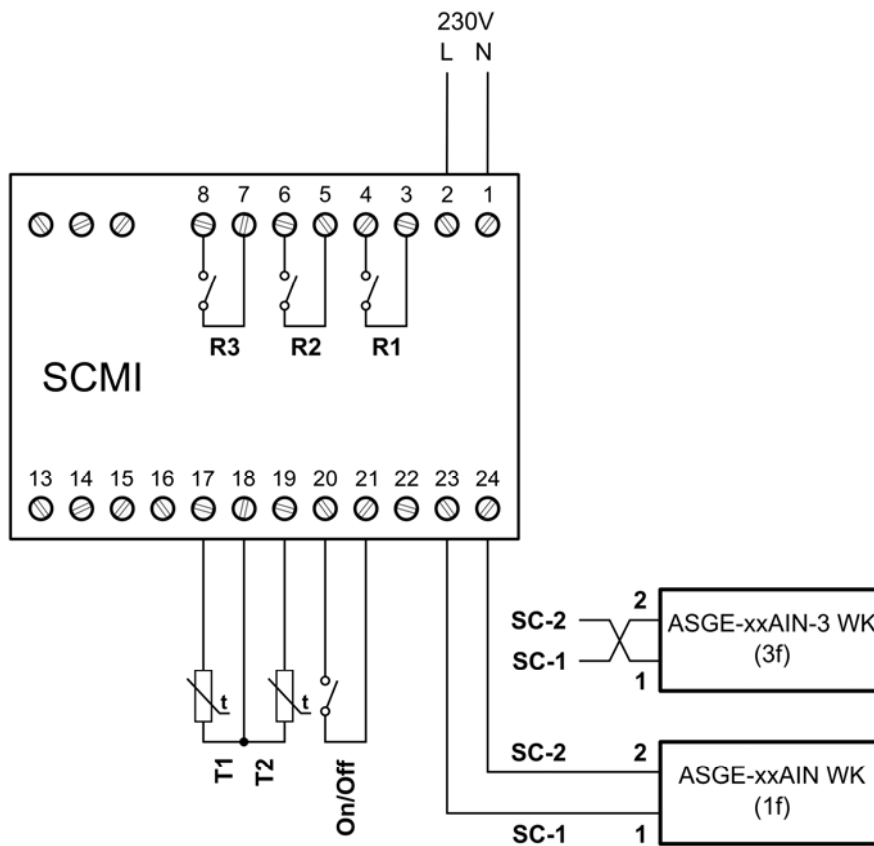 230V
L N
8 7 6 5 4 3 2 1
R3 R2 R1
SCMI
13 14 15 16 17 18 19 20 21 22 23 24
t
t
T1
T2
On/Off
SC-2 2
SC-1 1
ASGE-xxAIN-3 WK
(3f)
SC-2 2
SC-1 1
ASGE-xxAIN WK
(1f)